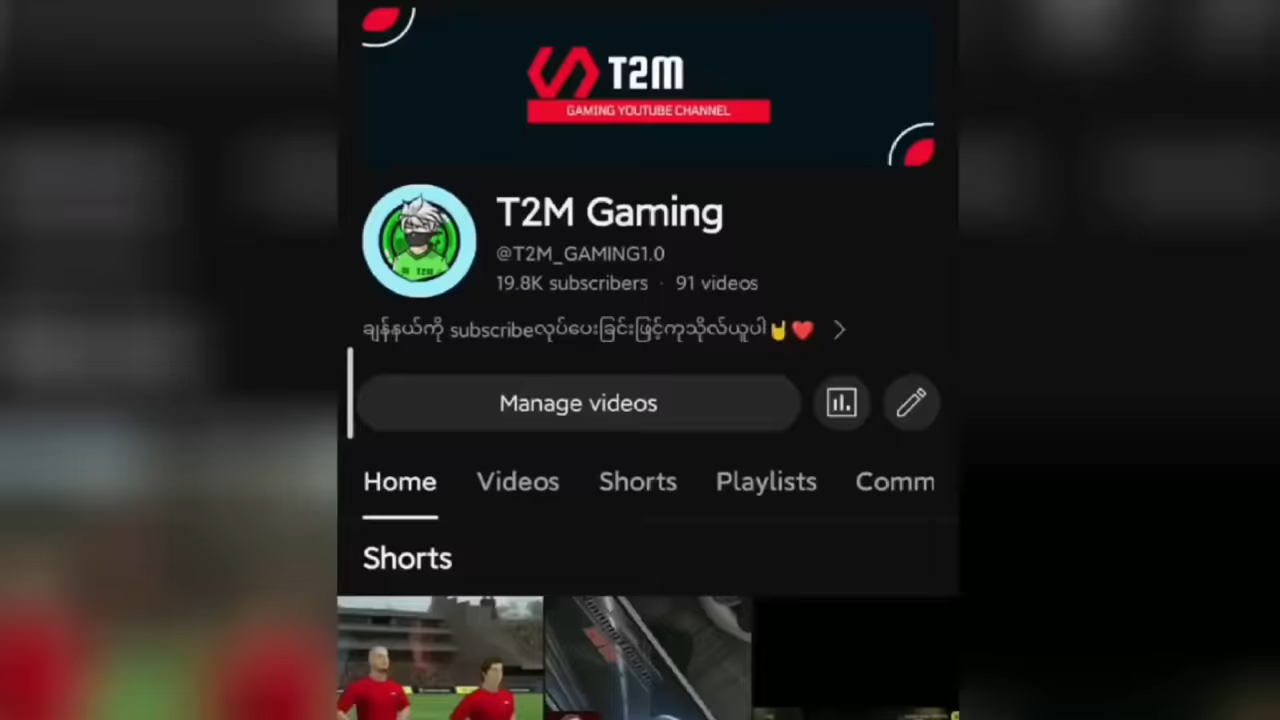 T2M
GAMING YOUTUBE CHANNEL
T2M
T2M Gaming
@T2M_GAMING1.0
19.8K subscribers · 91 videos
ချန်နယ်ကို subscribeလုပ်ပေးခြင်းဖြင့်ကုသိုလ်ယူပါ🤘❤️
Manage videos
Home Videos Shorts Playlists Comm
Shorts